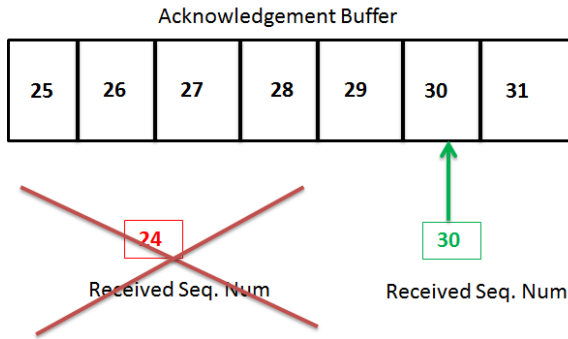 Acknowledgement Buffer
25 26 27 28 29 30 31
24 30
Received Seq. Num Received Seq. Num